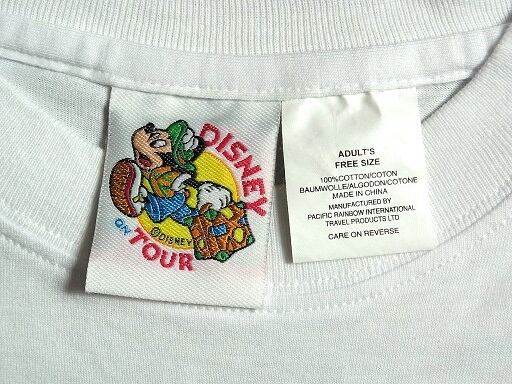 DISNEY
ON TOUR
©DISNEY
ADULT'S
FREE SIZE
100%COTTON/COTON
BAUMWOLLE/ALGODON/COTONE
MADE IN CHINA
MANUFACTURED BY
PACIFIC RAINBOW INTERNATIONAL
TRAVEL PRODUCTS LTD
CARE ON REVERSE